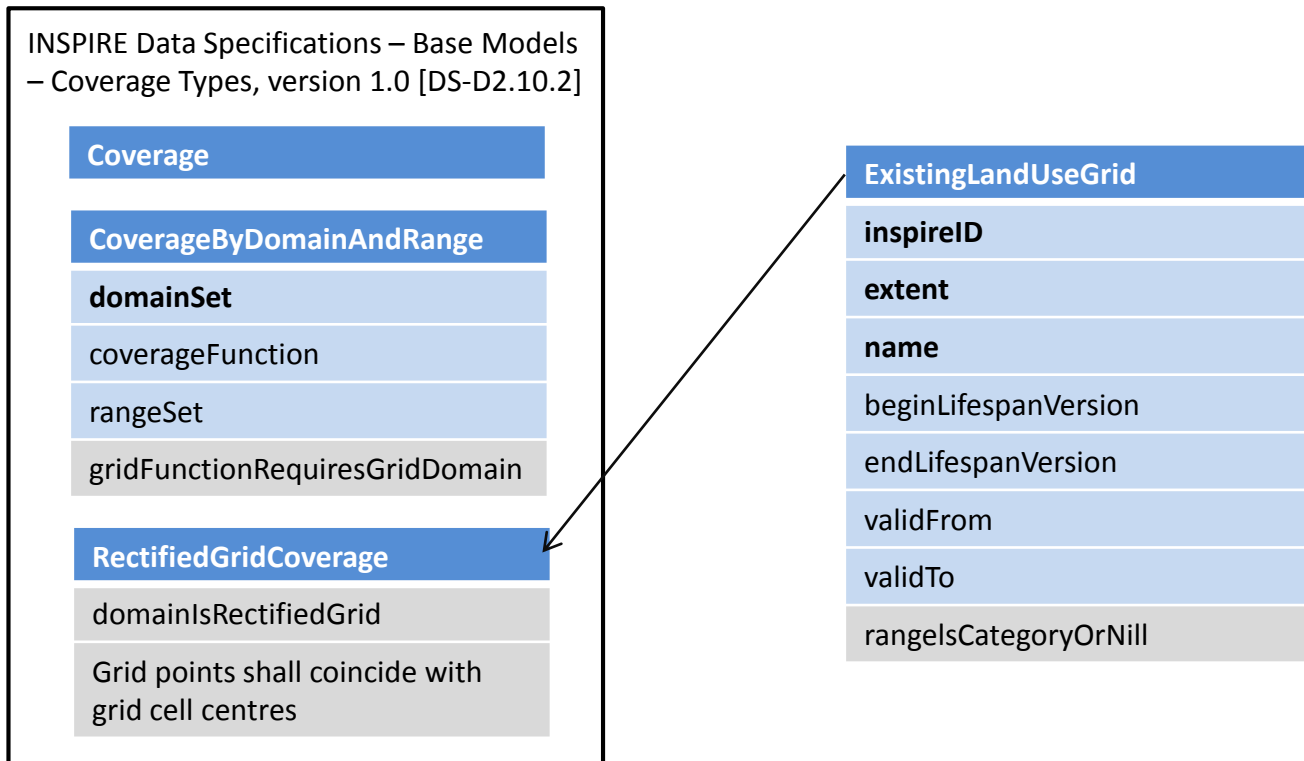 INSPIRE Data Specifications – Base Models
– Coverage Types, version 1.0 [DS-D2.10.2]
Coverage
CoverageByDomainAndRange
domainSet
coverageFunction
rangeSet
gridFunctionRequiresGridDomain
RectifiedGridCoverage
domainIsRectifiedGrid
Grid points shall coincide with
grid cell centres
ExistingLandUseGrid
inspireID
extent
name
beginLifespanVersion
endLifespanVersion
validFrom
validTo
rangeIsCategoryOrNill